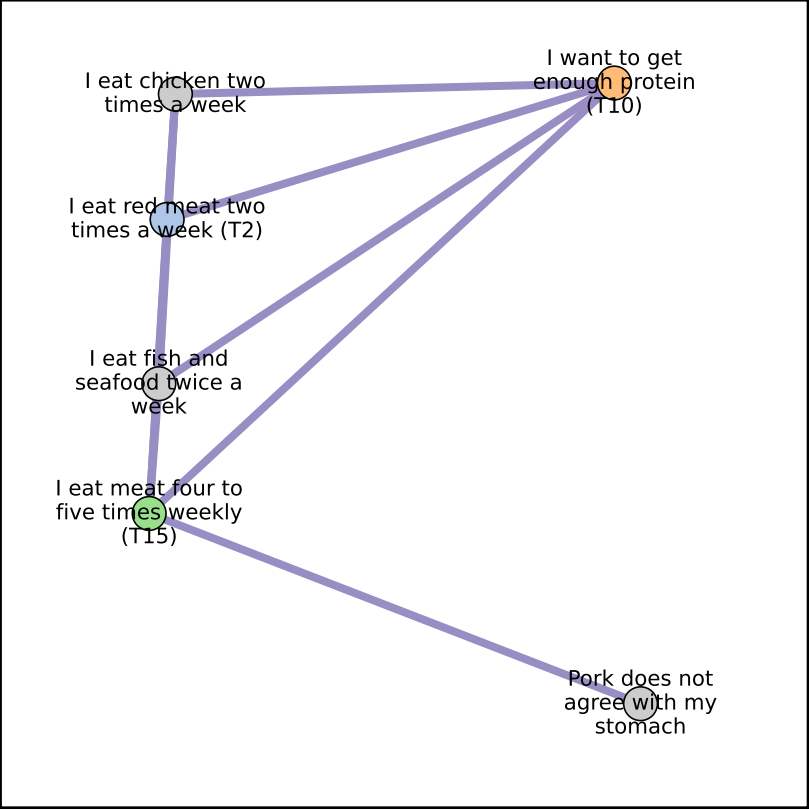 I eat chicken two
times a week
I want to get
enough protein
(T10)
I eat red meat two
times a week (T2)
I eat fish and
seafood twice a
week
I eat meat four to
five times weekly
(T15)
Pork does not
agree with my
stomach